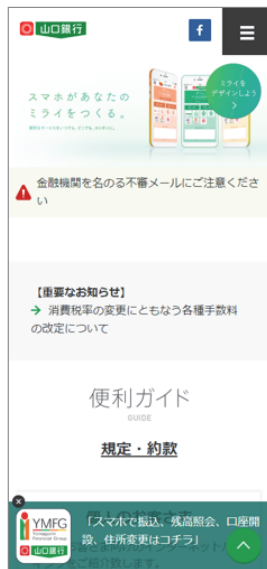 山口銀行
f
スマホがあなたの
ミライをつくる。
ミライを
デザインしよう
金融機関を名のる不審メールにご注意くださ
い
【重要なお知らせ】
→ 消費税率の変更にともなう各種手数料
の改定について
便利ガイド
GUIDE
規定・約款
YMFG
Yamaguchi
Financial Group
山口銀行
「スマホで振込、残高照会、口座開
設、住所変更はコチラ」